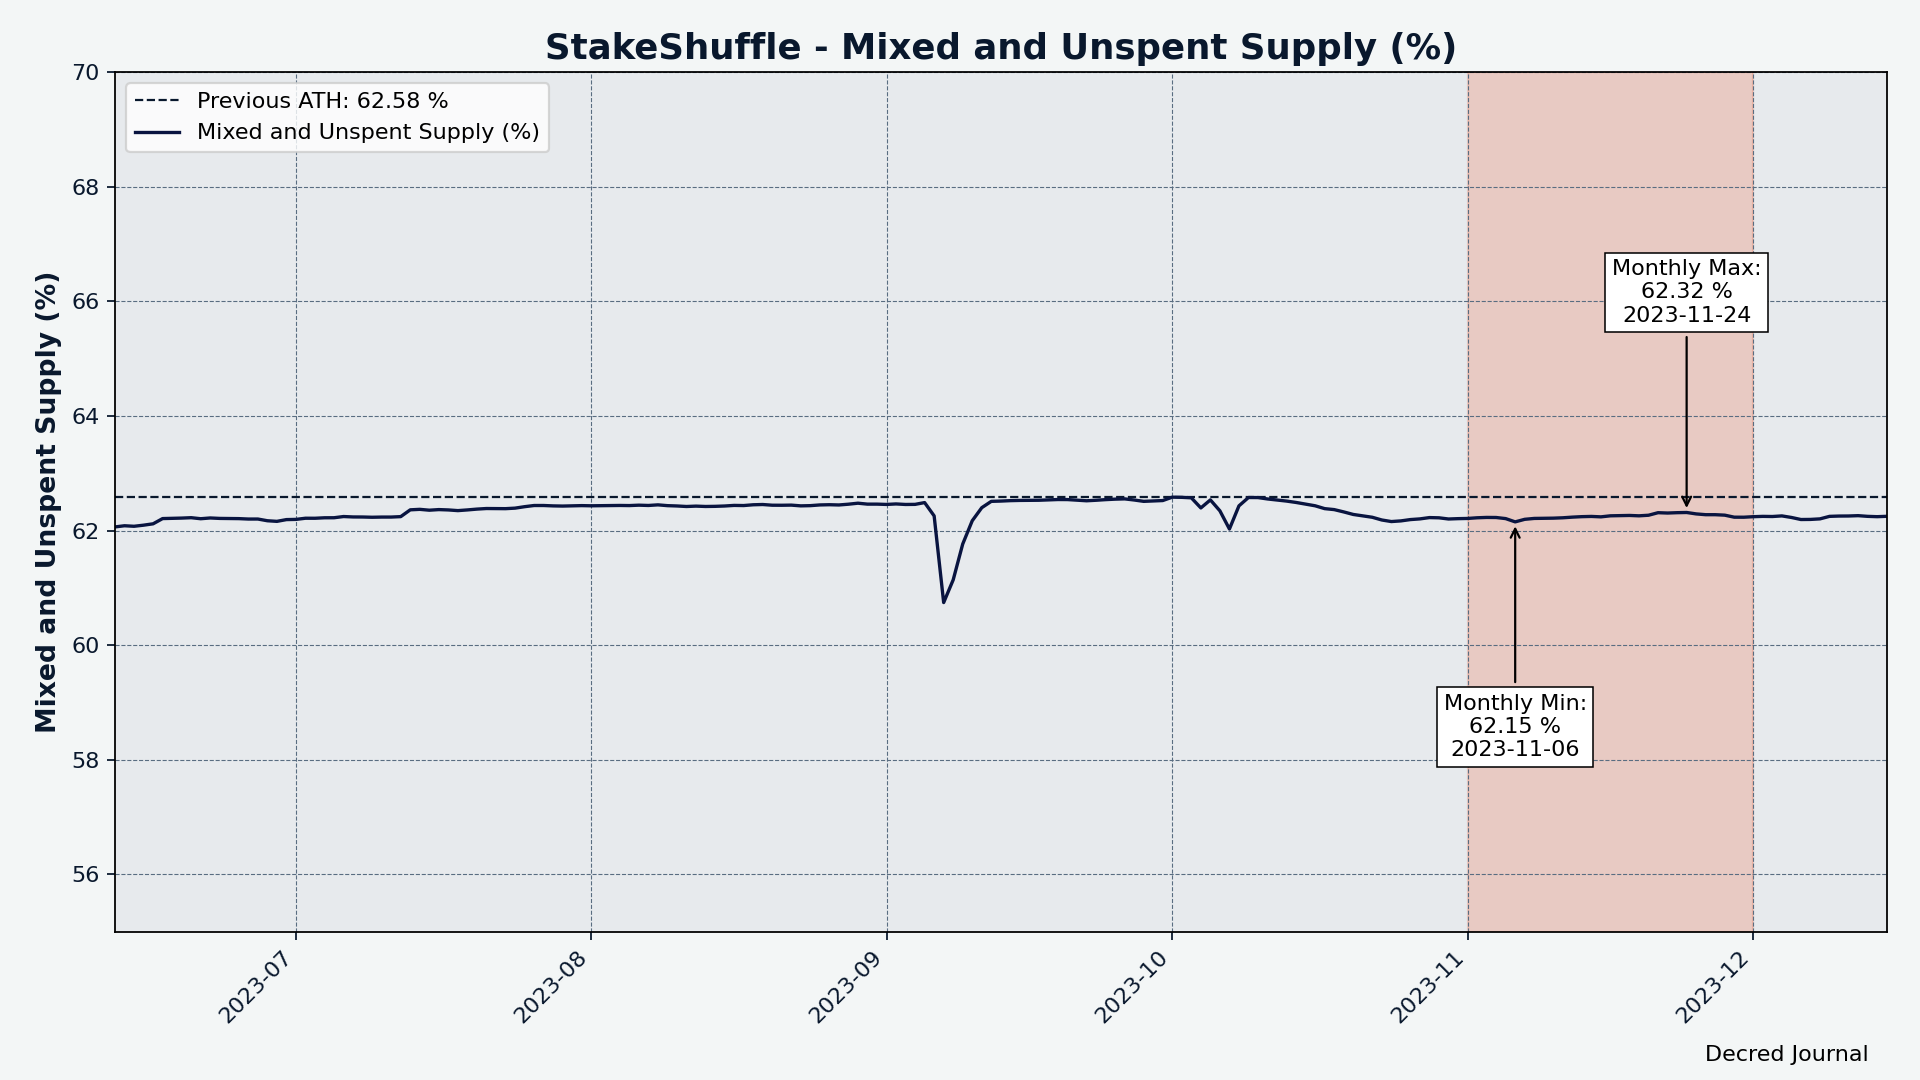 StakeShuffle - Mixed and Unspent Supply (%)
Previous ATH: 62.58 %
Mixed and Unspent Supply (%)
Mixed and Unspent Supply (%)
70
68
66
64
62
60
58
56
Monthly Max:
62.32 %
2023-11-24
Monthly Min:
62.15 %
2023-11-06
2023-07
2023-08
2023-09
2023-10
2023-11
2023-12
Decred Journal